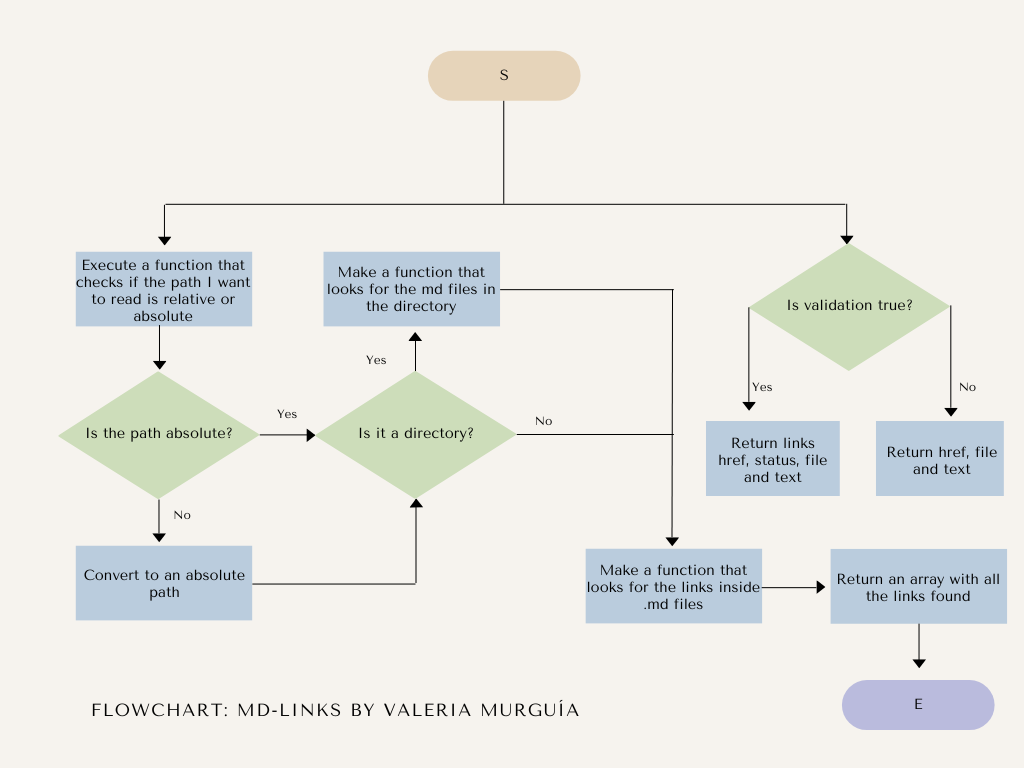 S
Execute a function that
checks if the path I want
to read is relative or
absolute
Make a function that
looks for the md files in
the directory
Is validation true?
Yes
Yes
No
Yes
No
Is the path absolute?
Is it a directory?
Return links
href, status, file
and text
Return href, file
and text
No
Convert to an absolute
path
Make a function that
looks for the links inside
.md files
Return an array with all
the links found
E
FLOWCHART: MD-LINKS BY VALERIA MURGUÍA